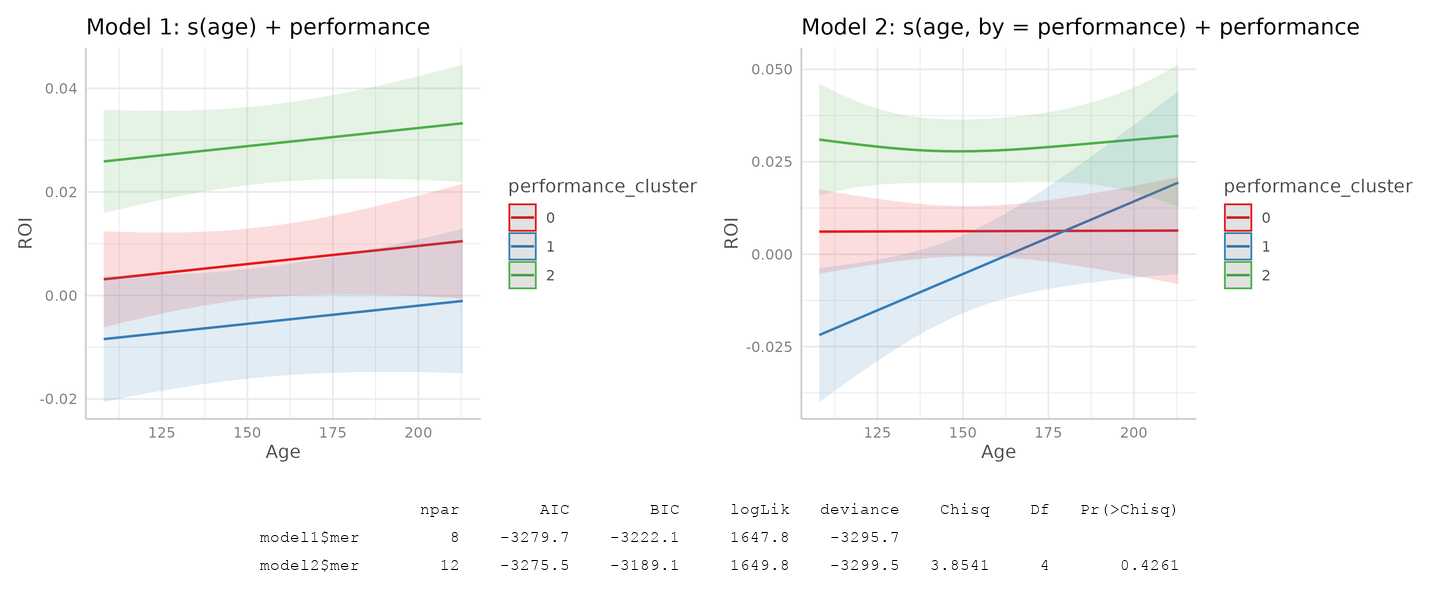 Model 1: s(age) + performance
0.04
0.02
0.00
-0.02
ROI
125 150 175 200
Age
performance_cluster
0
1
2
Model 2: s(age, by = performance) + performance
0.050
0.025
0.000
-0.025
ROI
125 150 175 200
Age
performance_cluster
0
1
2
npar AIC BIC logLik deviance Chisq Df Pr(>Chisq)
model1$mer 8 -3279.7 -3222.1 1647.8 -3295.7
model2$mer 12 -3275.5 -3189.1 1649.8 -3299.5 3.8541 4 0.4261